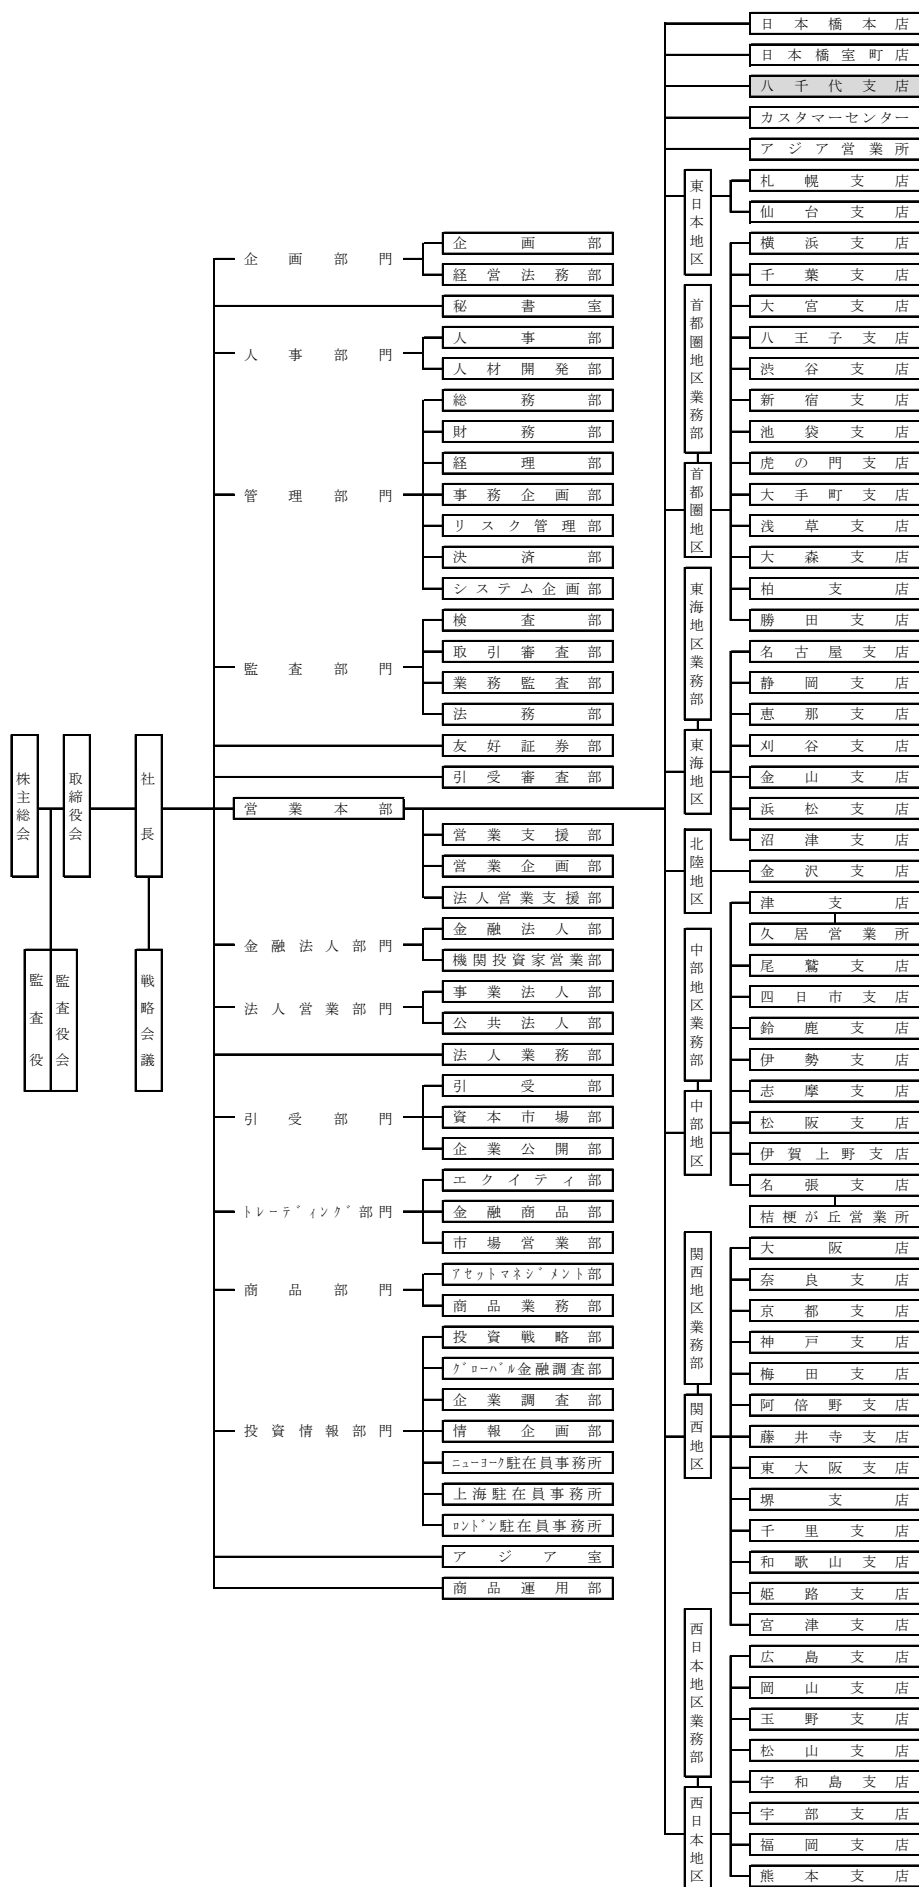 株主総会
取締役会
社長
監査役
監査役会
戦略会議
企画部門
企画部
経営法務部
秘書室
人事部門
人事部
人材開発部
管理部門
総務部
財務部
経理部
事務企画部
リスク管理部
決済部
システム企画部
監査部門
検査部
取引審査部
業務監査部
法務部
友好証券部
引受審査部
営業本部
営業支援部
営業企画部
法人営業支援部
金融法人部門
金融法人部
機関投資家営業部
法人営業部門
事業法人部
公共法人部
法人業務部
引受部門
引受部
資本市場部
企業公開部
トレーディング部門
エクイティ部
金融商品部
市場営業部
商品部門
アセットマネジメント部
商品業務部
投資情報部門
投資戦略部
グローバル金融調査部
企業調査部
情報企画部
ニューヨーク駐在員事務所
上海駐在員事務所
ロンドン駐在員事務所
アジア室
商品運用部
日本橋本店
日本橋室町店
八千代支店
カスタマーセンター
アジア営業所
東日本地区
札幌支店
仙台支店
首都圏地区業務部
首都圏地区
横浜支店
千葉支店
大宮支店
八王子支店
渋谷支店
新宿支店
池袋支店
虎の門支店
大手町支店
浅草支店
大森支店
柏支店
勝田支店
東海地区業務部
東海地区
名古屋支店
静岡支店
恵那支店
刈谷支店
金山支店
浜松支店
沼津支店
北陸地区
金沢支店
中部地区業務部
中部地区
津支店
久居営業所
尾鷲支店
四日市支店
鈴鹿支店
伊勢支店
志摩支店
松阪支店
伊賀上野支店
名張支店
桔梗が丘営業所
関西地区業務部
関西地区
大阪店
奈良支店
京都支店
神戸支店
梅田支店
阿倍野支店
藤井寺支店
東大阪支店
堺支店
千里支店
和歌山支店
姫路支店
宮津支店
西日本地区業務部
西日本地区
広島支店
岡山支店
玉野支店
松山支店
宇和島支店
宇部支店
福岡支店
熊本支店